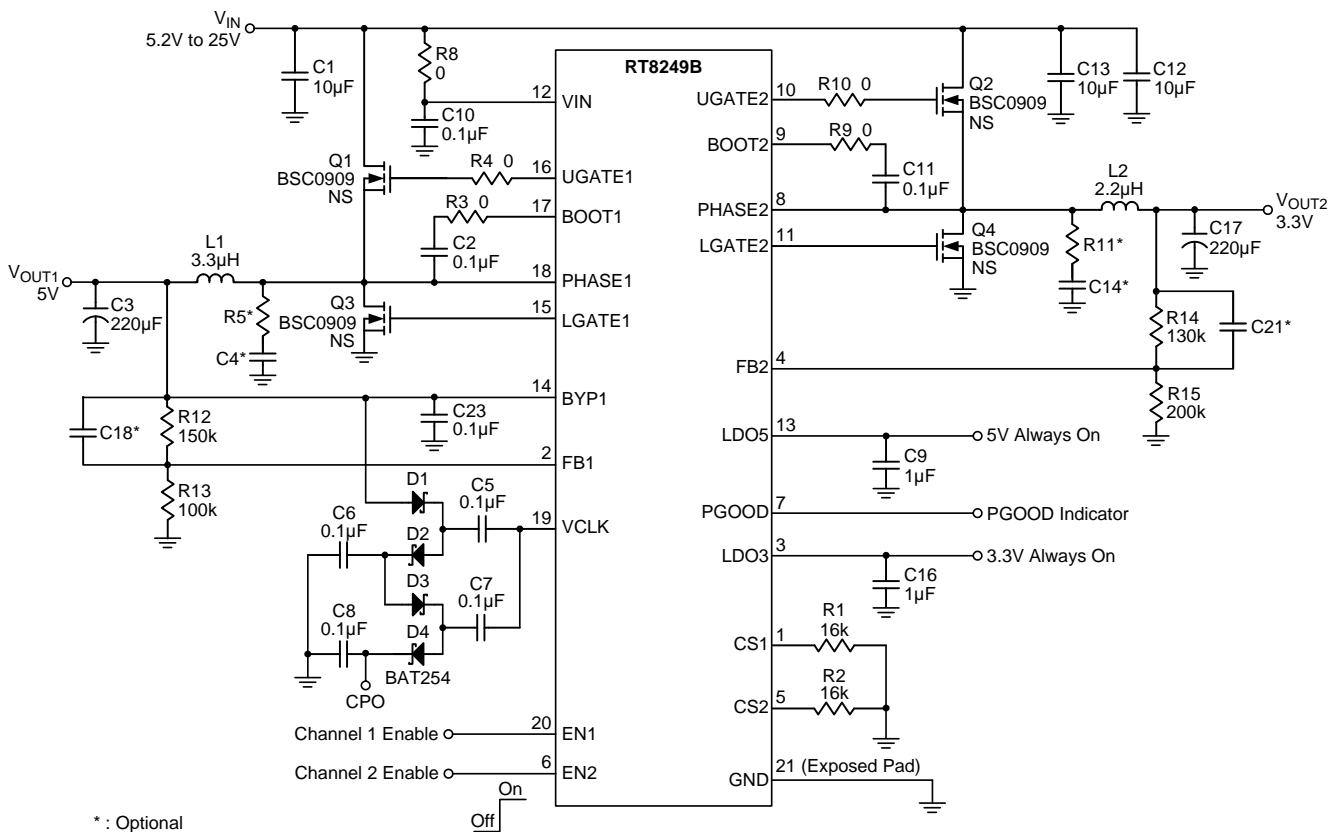 V_IN
5.2V to 25V
C1
10µF
R8
0
RT8249B
12 VIN
C10
0.1µF
Q1
BSC0909
NS
R4 0
16 UGATE1
R3 0
17 BOOT1
C2
0.1µF
L1
3.3µH
18 PHASE1
V_OUT1
5V
C3
220µF
R5*
C4*
Q3
BSC0909
NS
15 LGATE1
14 BYP1
C23
0.1µF
C18*
R12
150k
2 FB1
R13
100k
D1
C5
0.1µF
19 VCLK
C6
0.1µF
D2
D3
C7
0.1µF
C8
0.1µF
D4
BAT254
CPO
Channel 1 Enable 20 EN1
Channel 2 Enable 6 EN2
On
Off
* : Optional
UGATE2 10
R10 0
Q2
BSC0909
NS
C13
10µF
C12
10µF
BOOT2 9
R9 0
C11
0.1µF
PHASE2 8
L2
2.2µH
V_OUT2
3.3V
C17
220µF
LGATE2 11
Q4
BSC0909
NS
R11*
C14*
R14
130k
C21*
FB2 4
R15
200k
LDO5 13
5V Always On
C9
1µF
PGOOD 7
PGOOD Indicator
LDO3 3
3.3V Always On
C16
1µF
R1
16k
CS1 1
R2
16k
CS2 5
GND 21 (Exposed Pad)